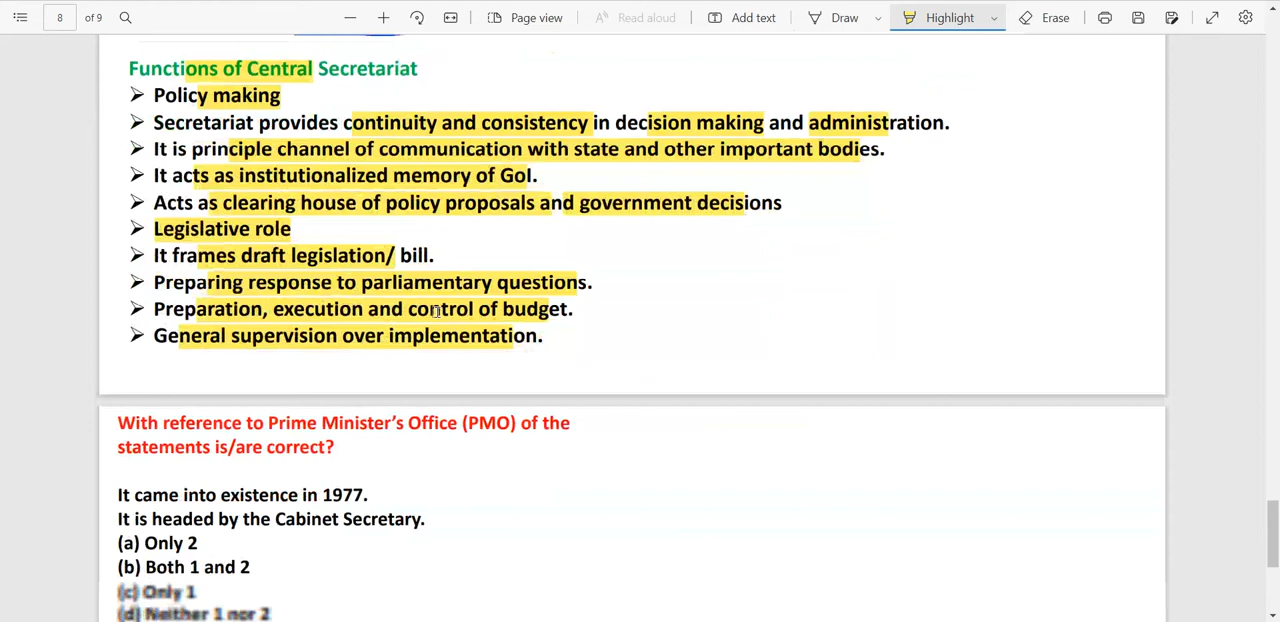 8 of 9 Page view Read aloud Add text Draw Highlight Erase
Functions of Central Secretariat
➢ Policy making
➢ Secretariat provides continuity and consistency in decision making and administration.
➢ It is principle channel of communication with state and other important bodies.
➢ It acts as institutionalized memory of GoI.
➢ Acts as clearing house of policy proposals and government decisions
➢ Legislative role
➢ It frames draft legislation/ bill.
➢ Preparing response to parliamentary questions.
➢ Preparation, execution and control of budget.
➢ General supervision over implementation.
With reference to Prime Minister’s Office (PMO) of the
statements is/are correct?
It came into existence in 1977.
It is headed by the Cabinet Secretary.
(a) Only 2
(b) Both 1 and 2
(c) Only 1
(d) Neither 1 nor 2